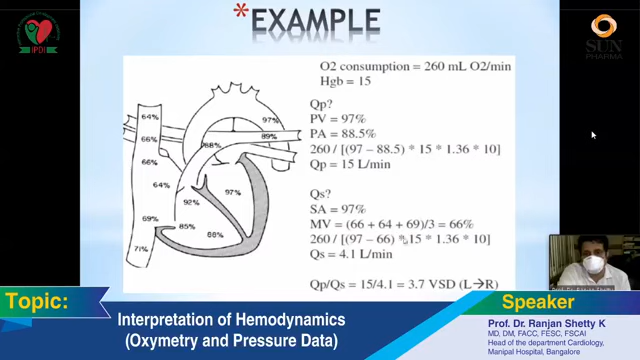 *EXAMPLE
IPDI
SUN
PHARMA
O2 consumption = 260 mL O2/min
Hgb = 15
Qp?
PV = 97%
PA = 88.5%
260 / [(97 – 88.5) * 15 * 1.36 * 10]
Qp = 15 L/min
Qs?
SA = 97%
MV = (66 + 64 + 69)/3 = 66%
260 / [(97 – 66) * 15 * 1.36 * 10]
Qs = 4.1 L/min
Qp/Qs = 15/4.1 = 3.7 VSD (L→R)
64%
97%
66%
88%
89%
66%
64%
92%
97%
69%
85%
88%
71%
Topic:
Interpretation of Hemodynamics
(Oxymetry and Pressure Data)
Speaker
Prof. Dr. Ranjan Shetty K
MD, DM, FACC, FESC, FSCAI
Head of the department Cardiology,
Manipal Hospital, Bangalore